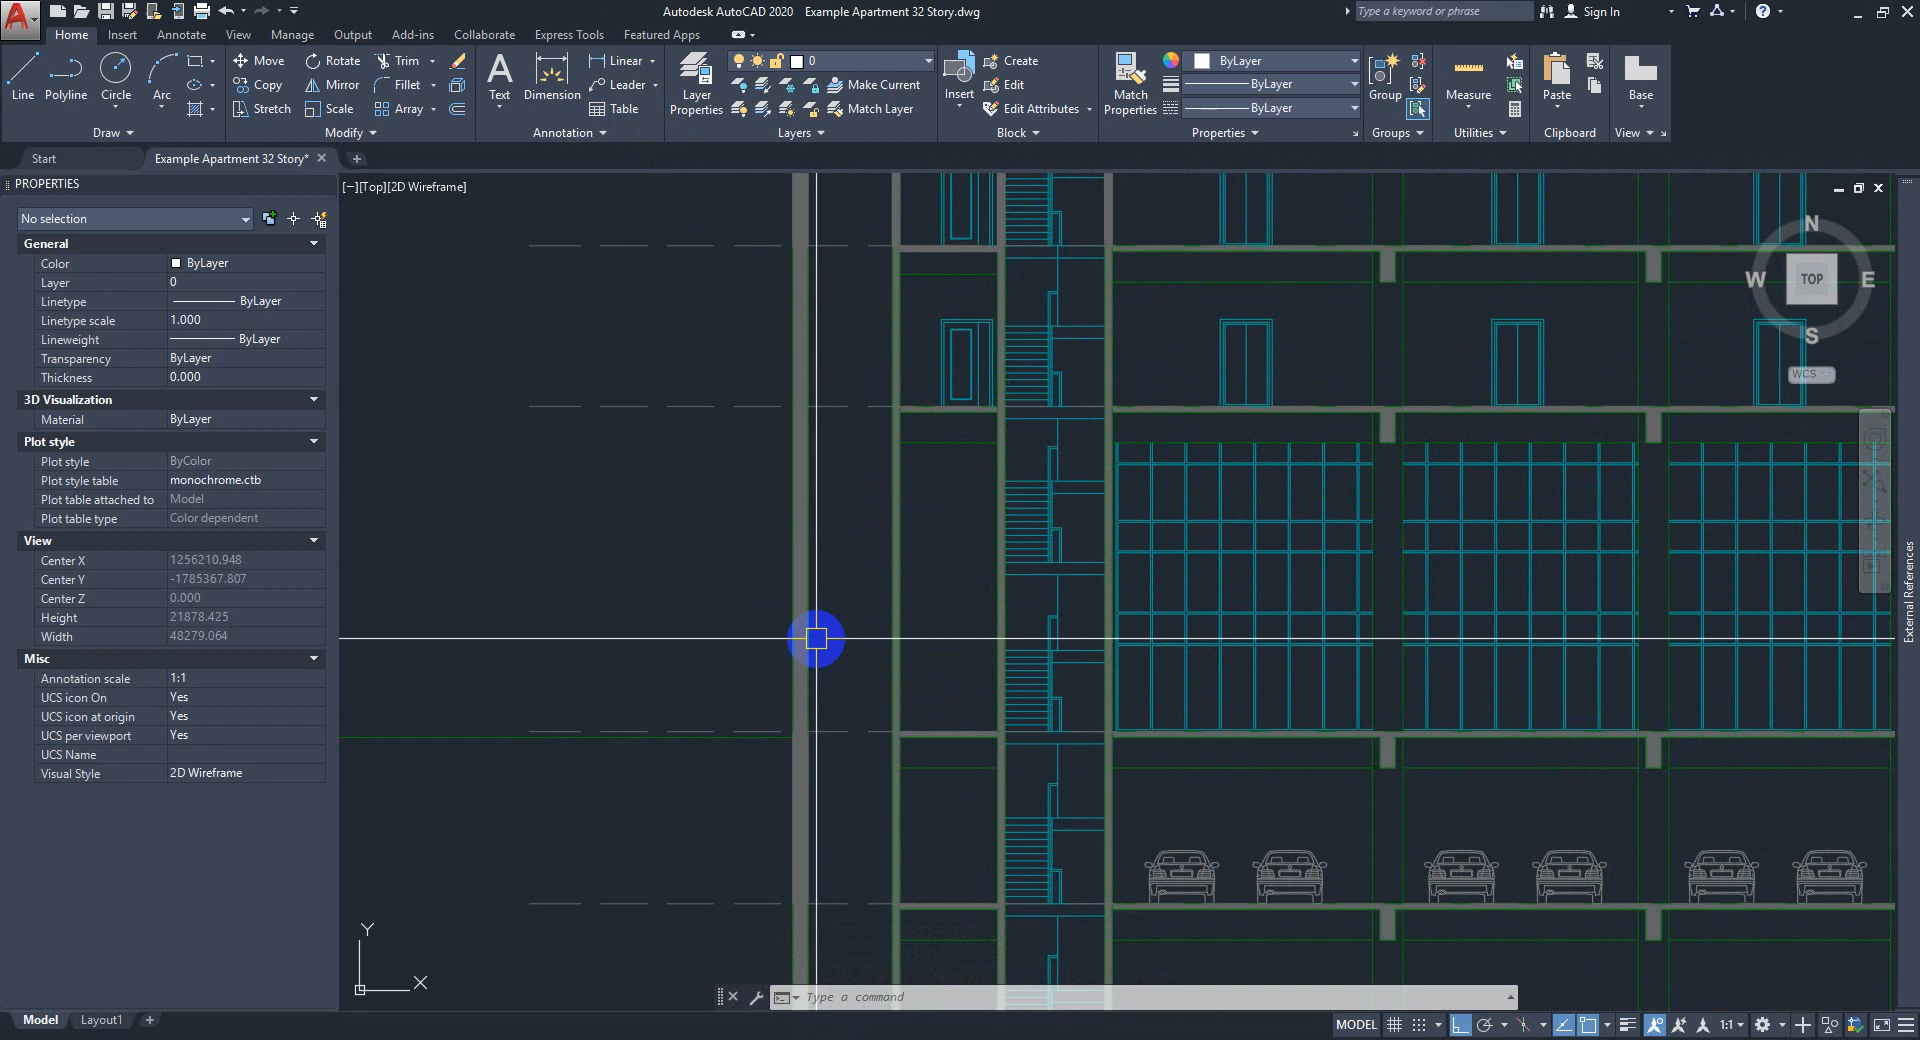 Autodesk AutoCAD 2020 Example Apartment 32 Story.dwg
Type a keyword or phrase
Sign In
Home Insert Annotate View Manage Output Add-ins Collaborate Express Tools Featured Apps
Line Polyline Circle Arc
Move Rotate Trim
Copy Mirror Fillet
Stretch Scale Array
Text Dimension
Linear
Leader
Table
Layer Properties
0
Make Current
Match Layer
Insert
Create
Edit
Edit Attributes
Match Properties
ByLayer
ByLayer
ByLayer
Group
Measure
Paste
Base
Draw Modify Annotation Layers Block Properties Groups Utilities Clipboard View
Start Example Apartment 32 Story*
PROPERTIES
No selection
General
Color ByLayer
Layer 0
Linetype ByLayer
Linetype scale 1.000
Lineweight ByLayer
Transparency ByLayer
Thickness 0.000
3D Visualization
Material ByLayer
Plot style
Plot style ByColor
Plot style table monochrome.ctb
Plot table attached to Model
Plot table type Color dependent
View
Center X 1256210.948
Center Y -1785367.807
Center Z 0.000
Height 21878.425
Width 48279.064
Misc
Annotation scale 1:1
UCS icon On Yes
UCS icon at origin Yes
UCS per viewport Yes
UCS Name
Visual Style 2D Wireframe
[−][Top][2D Wireframe]
N
W TOP E
S
WCS
External References
Y
X
Type a command
Model Layout1
MODEL 1:1